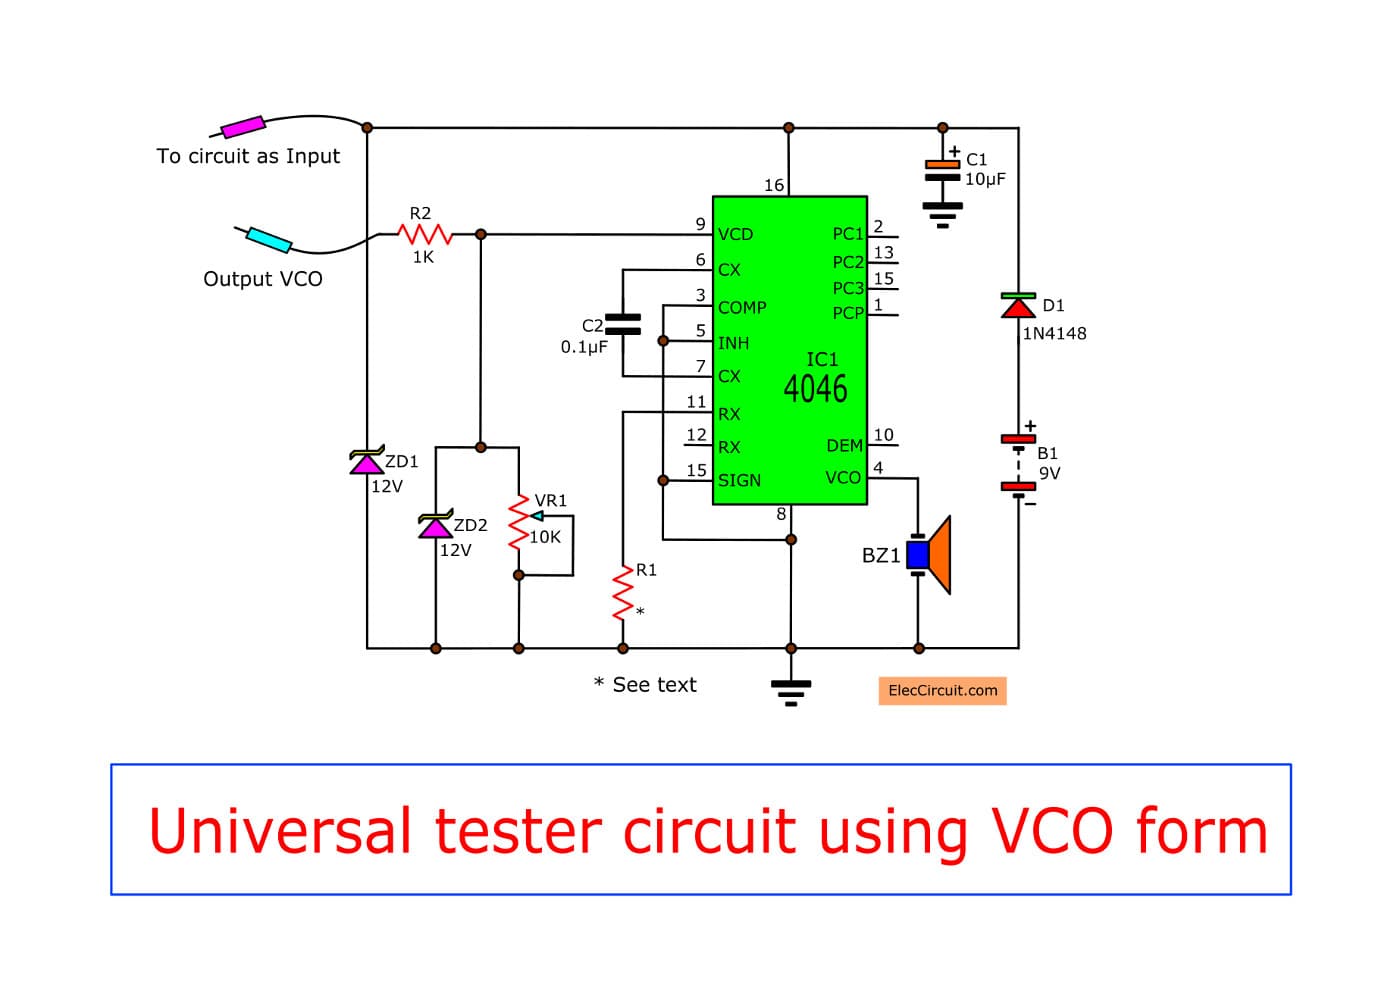 To circuit as Input
Output VCO
R2
1K
16
+
C1
10µF
9
VCD
6
CX
3
COMP
5
INH
7
CX
11
RX
12
RX
15
SIGN
PC1
2
PC2
13
PC3
15
PCP
1
IC1
4046
DEM
10
VCO
4
8
C2
0.1µF
D1
1N4148
+
B1
9V
−
ZD1
12V
ZD2
12V
VR1
10K
R1
*
BZ1
* See text
ElecCircuit.com
Universal tester circuit using VCO form